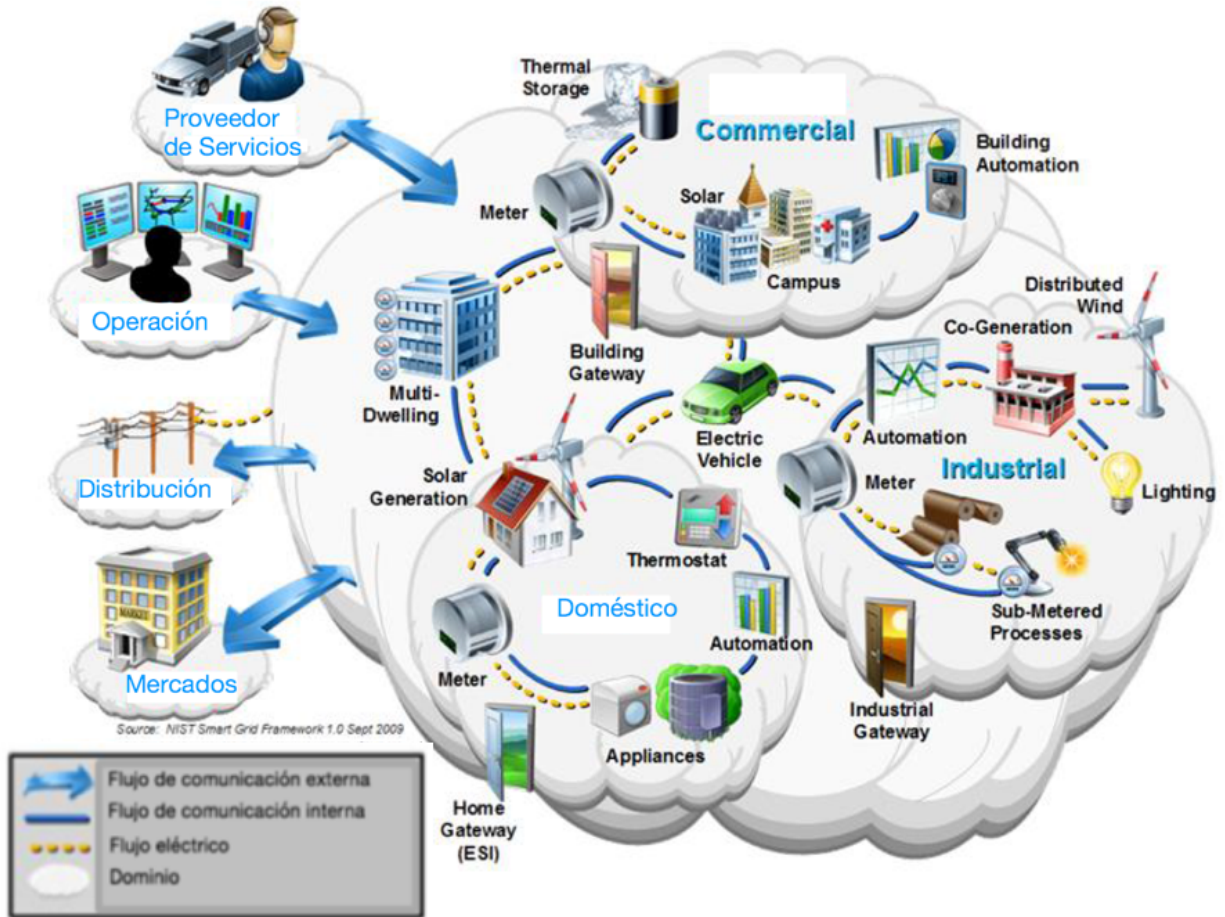 Proveedor
de Servicios
Operación
Distribución
Mercados
Source: NIST Smart Grid Framework 1.0 Sept 2009
Thermal
Storage
Commercial
Building
Automation
Meter
Solar
Campus
Building
Gateway
Multi-
Dwelling
Electric
Vehicle
Distributed
Wind
Co-Generation
Automation
Meter
Industrial
Lighting
Sub-Metered
Processes
Industrial
Gateway
Solar
Generation
Thermostat
Doméstico
Automation
Meter
Appliances
Home
Gateway
(ESI)
MARKET
Flujo de comunicación externa
Flujo de comunicación interna
Flujo eléctrico
Dominio